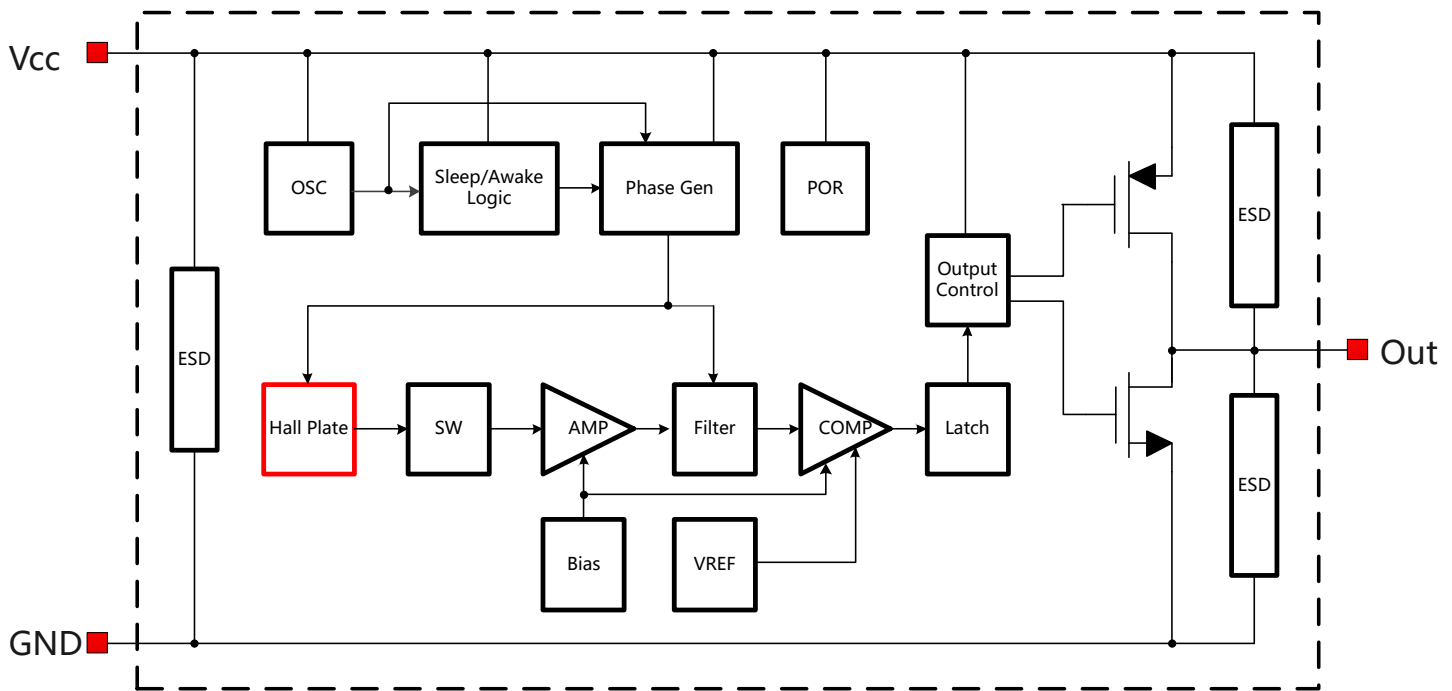 Vcc
OSC
Sleep/Awake
Logic
Phase Gen
POR
ESD
Output
Control
ESD
Out
Hall Plate
SW
AMP
Filter
COMP
Latch
ESD
Bias
VREF
GND